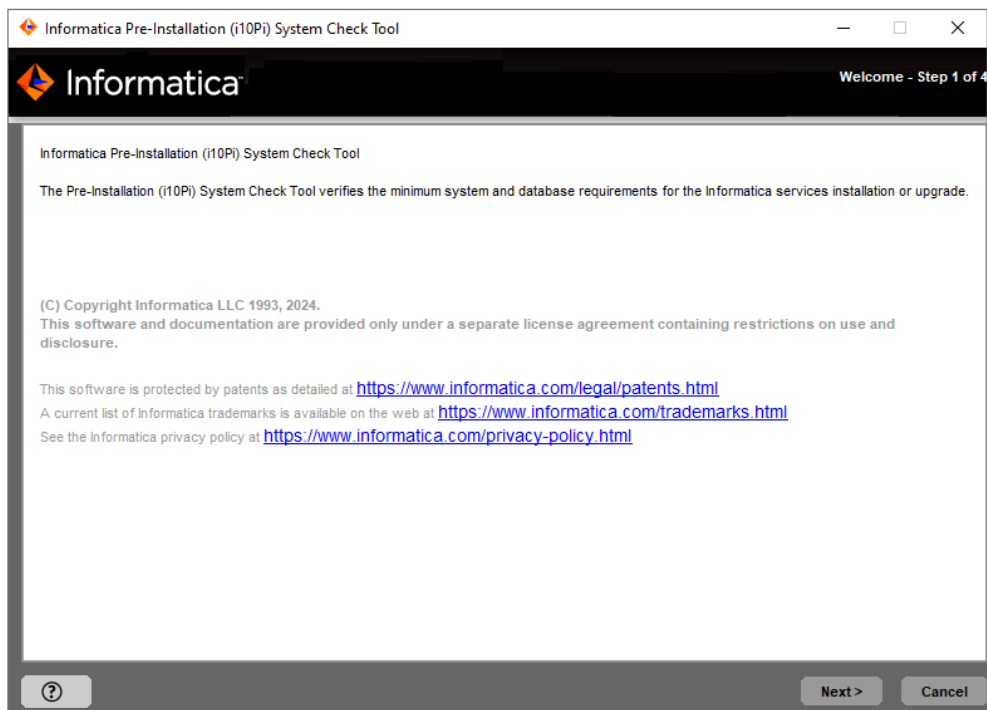 Informatica Pre-Installation (i10Pi) System Check Tool
Informatica
Welcome - Step 1 of 4
Informatica Pre-Installation (i10Pi) System Check Tool
The Pre-Installation (i10Pi) System Check Tool verifies the minimum system and database requirements for the Informatica services installation or upgrade.
(C) Copyright Informatica LLC 1993, 2024.
This software and documentation are provided only under a separate license agreement containing restrictions on use and
disclosure.
This software is protected by patents as detailed at https://www.informatica.com/legal/patents.html
A current list of Informatica trademarks is available on the web at https://www.informatica.com/trademarks.html
See the Informatica privacy policy at https://www.informatica.com/privacy-policy.html
?
Next >
Cancel